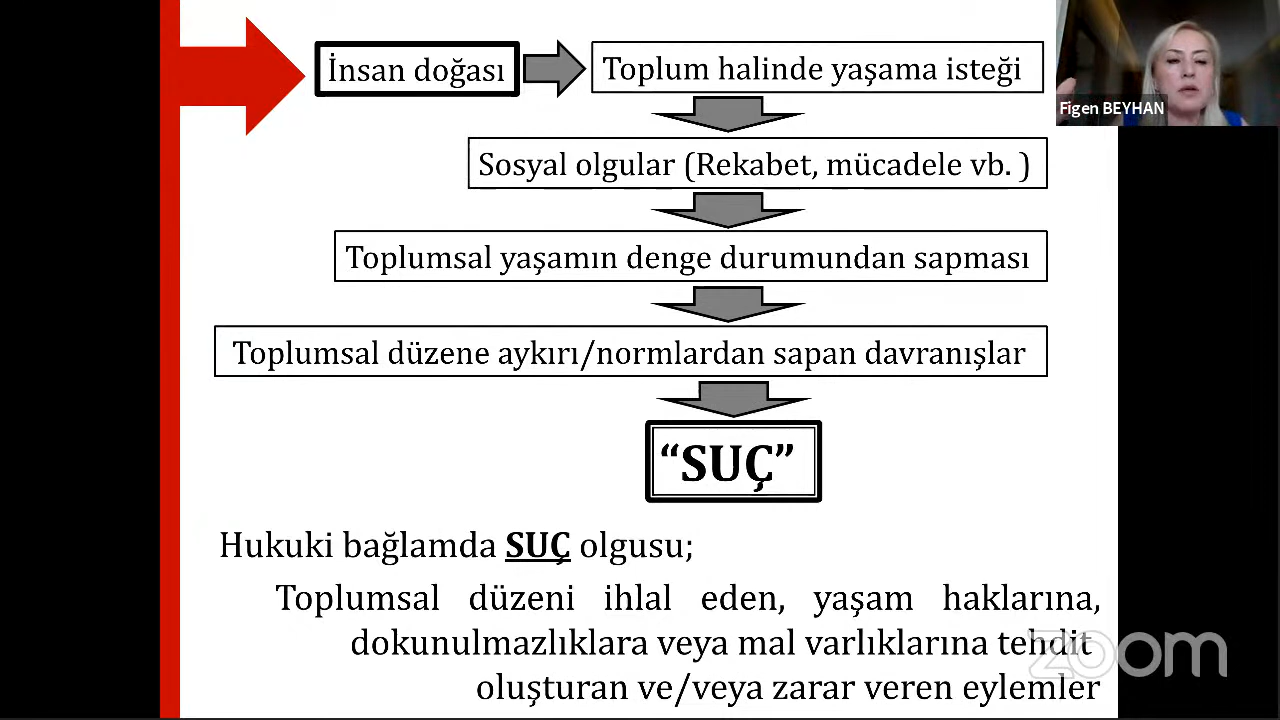 İnsan doğası
Toplum halinde yaşama isteği
Figen BEYHAN
Sosyal olgular (Rekabet, mücadele vb. )
Toplumsal yaşamın denge durumundan sapması
Toplumsal düzene aykırı/normlardan sapan davranışlar
“SUÇ”
Hukuki bağlamda SUÇ olgusu;
Toplumsal düzeni ihlal eden, yaşam haklarına,
dokunulmazlıklara veya mal varlıklarına tehdit
oluşturan ve/veya zarar veren eylemler
zoom